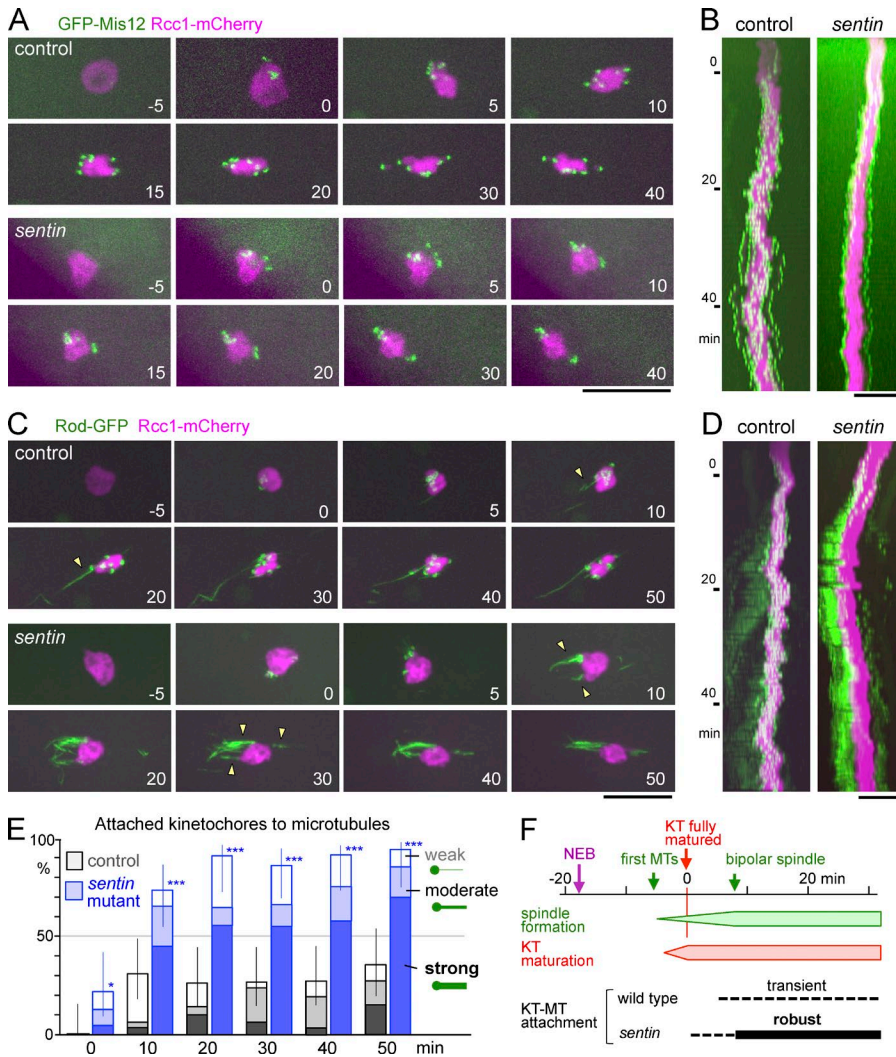 A
GFP-Mis12 Rcc1-mCherry
control
-5
0
5
10
15
20
30
40
sentin
-5
0
5
10
15
20
30
40
B
control
sentin
0
20
40
min
C
Rod-GFP Rcc1-mCherry
control
-5
0
5
10
20
30
40
50
sentin
-5
0
5
10
20
30
40
50
D
control
sentin
0
20
40
min
E
Attached kinetochores to microtubules
100
%
50
0
control
sentin
mutant
*
***
***
***
***
***
weak
moderate
strong
0 10 20 30 40 50 min
F
KT fully
matured
NEB
first MTs
bipolar spindle
-20 0 20 min
spindle
formation
KT
maturation
KT-MT
attachment
wild type
transient
sentin
robust